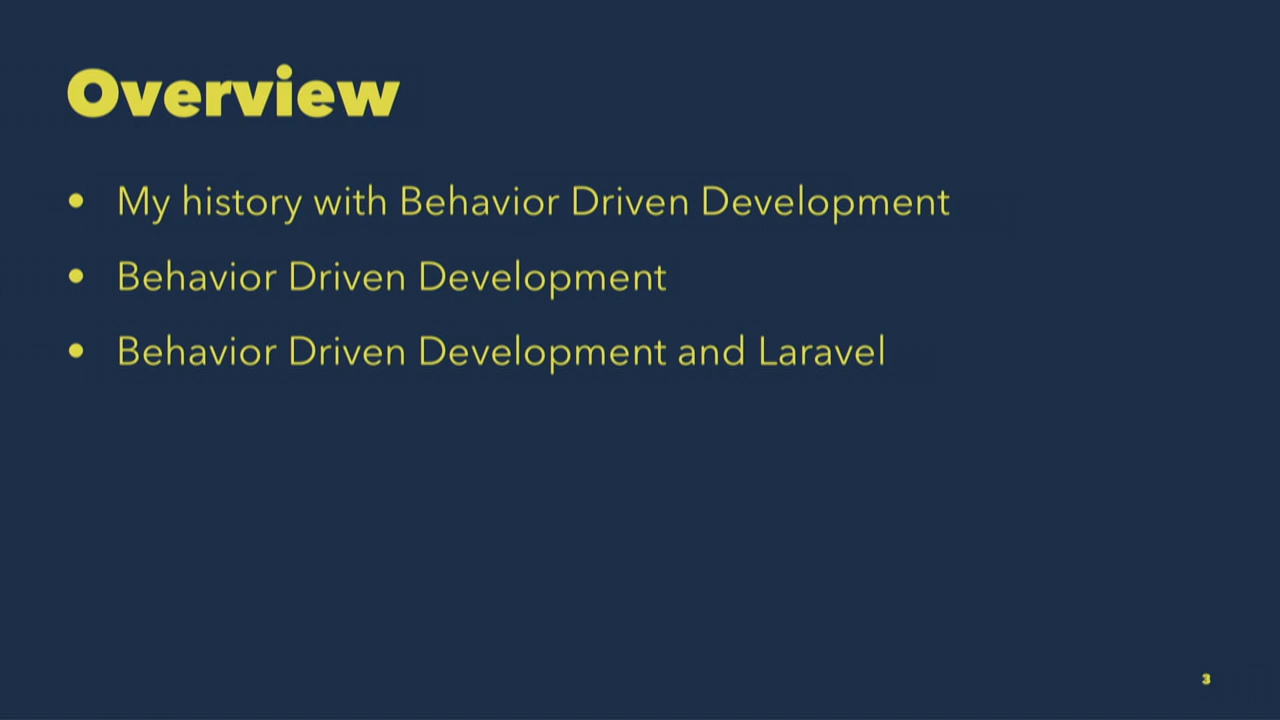 Overview
• My history with Behavior Driven Development
• Behavior Driven Development
• Behavior Driven Development and Laravel
3